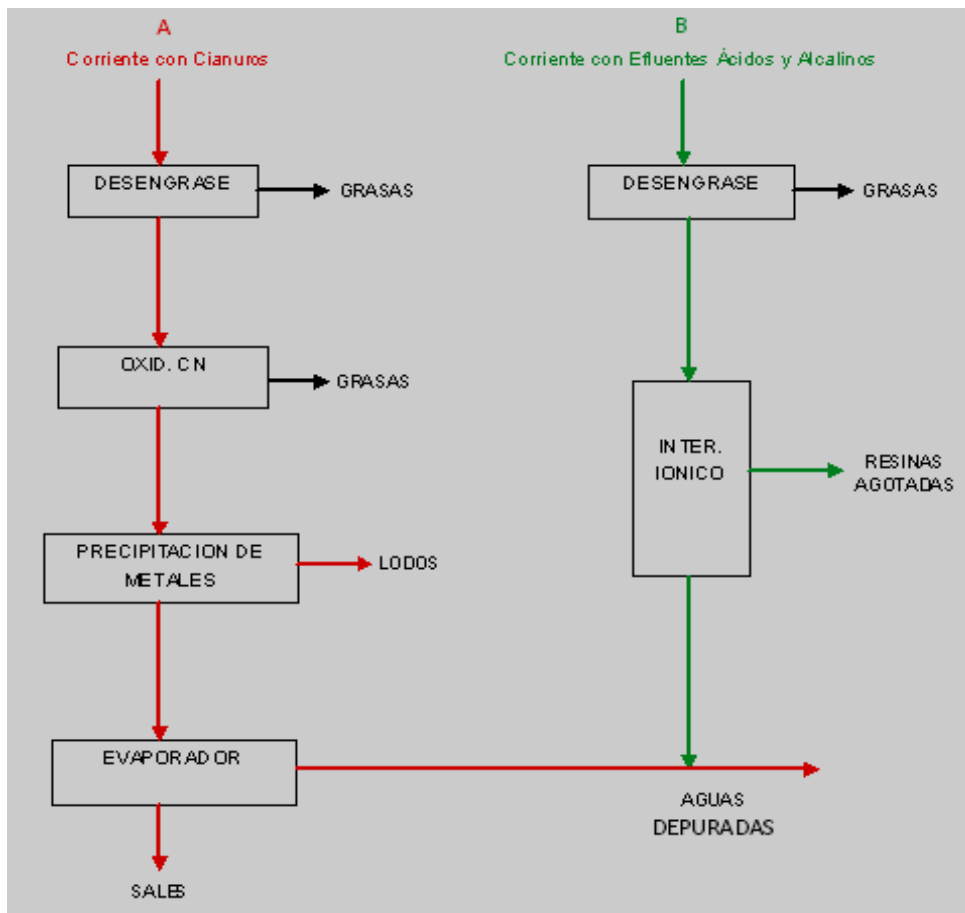 A
Corriente con Cianuros
DESENGRASE
GRASAS
OXID. CN
GRASAS
PRECIPITACION DE
METALES
LODOS
EVAPORADOR
SALES
B
Corriente con Efluentes Ácidos y Alcalinos
DESENGRASE
GRASAS
INTER.
IONICO
RESINAS
AGOTADAS
AGUAS
DEPURADAS